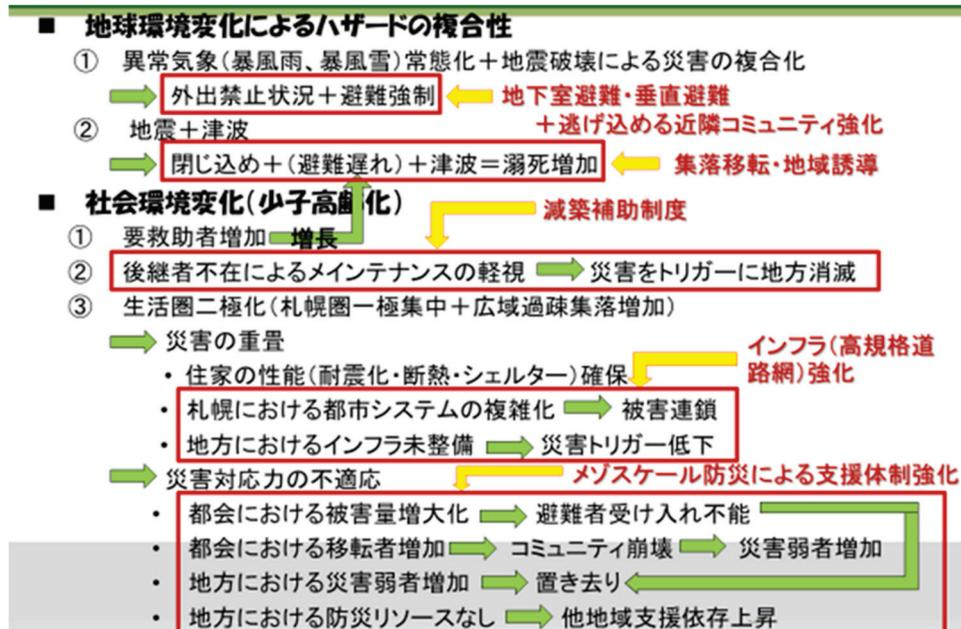 ■ 地球環境変化によるハザードの複合性
① 異常気象(暴風雨、暴風雪)常態化+地震破壊による災害の複合化
外出禁止状況+避難強制 地下室避難・垂直避難
+逃げ込める近隣コミュニティ強化
② 地震+津波
閉じ込め+(避難遅れ)+津波=溺死増加 集落移転・地域誘導
■ 社会環境変化(少子高齢化)
減築補助制度
① 要救助者増加 増長
② 後継者不在によるメインテナンスの軽視 災害をトリガーに地方消滅
③ 生活圏二極化(札幌圏一極集中+広域過疎集落増加)
災害の重畳
インフラ(高規格道
路網)強化
・ 住家の性能(耐震化・断熱・シェルター)確保
・ 札幌における都市システムの複雑化 被害連鎖
・ 地方におけるインフラ未整備 災害トリガー低下
災害対応力の不適応 メゾスケール防災による支援体制強化
・ 都会における被害量増大化 避難者受け入れ不能
・ 都会における移転者増加 コミュニティ崩壊 災害弱者増加
・ 地方における災害弱者増加 置き去り
・ 地方における防災リソースなし 他地域支援依存上昇